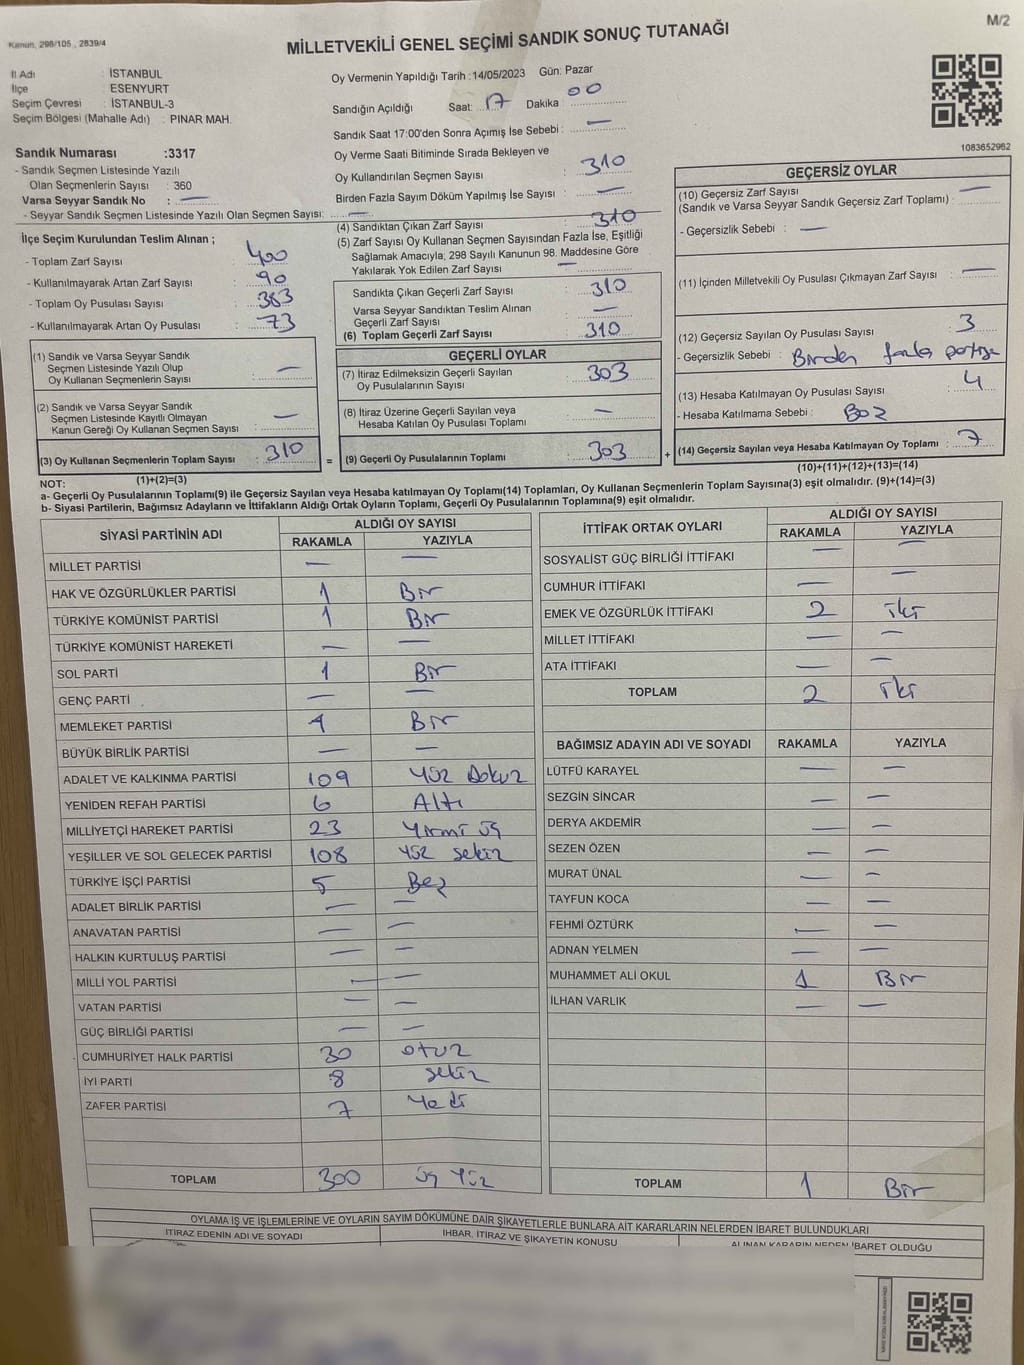 M/2
Kanun, 298/105 , 2839/4
MİLLETVEKİLİ GENEL SEÇİMİ SANDIK SONUÇ TUTANAĞI
İl Adı : İSTANBUL
İlçe : ESENYURT
Seçim Çevresi : İSTANBUL-3
Seçim Bölgesi (Mahalle Adı) : PINAR MAH.
Sandık Numarası :3317
- Sandık Seçmen Listesinde Yazılı
Olan Seçmenlerin Sayısı : 360
Varsa Seyyar Sandık No : —
- Seyyar Sandık Seçmen Listesinde Yazılı Olan Seçmen Sayısı: —
Oy Vermenin Yapıldığı Tarih :14/05/2023 Gün: Pazar
Sandığın Açıldığı Saat: 17 Dakika : 00
Sandık Saat 17:00'den Sonra Açımış İse Sebebi : —
Oy Verme Saati Bitiminde Sırada Bekleyen ve
Oy Kullandırılan Seçmen Sayısı : 310
Birden Fazla Sayım Döküm Yapılmış İse Sayısı : —
1083652962
İlçe Seçim Kurulundan Teslim Alınan ;
- Toplam Zarf Sayısı : 400
- Kullanılmayarak Artan Zarf Sayısı : 90
- Toplam Oy Pusulası Sayısı : 383
- Kullanılmayarak Artan Oy Pusulası : 73
(4) Sandıktan Çıkan Zarf Sayısı : 310
(5) Zarf Sayısı Oy Kullanan Seçmen Sayısından Fazla İse, Eşitliği
Sağlamak Amacıyla; 298 Sayılı Kanunun 98. Maddesine Göre
Yakılarak Yok Edilen Zarf Sayısı : —
Sandıkta Çıkan Geçerli Zarf Sayısı : 310
Varsa Seyyar Sandıktan Teslim Alınan
Geçerli Zarf Sayısı : —
(6) Toplam Geçerli Zarf Sayısı : 310
GEÇERSİZ OYLAR
(10) Geçersiz Zarf Sayısı
(Sandık ve Varsa Seyyar Sandık Geçersiz Zarf Toplamı) : —
- Geçersizlik Sebebi : —
(11) İçinden Milletvekili Oy Pusulası Çıkmayan Zarf Sayısı : —
(12) Geçersiz Sayılan Oy Pusulası Sayısı : 3
- Geçersizlik Sebebi : Birden fazla partiye
(13) Hesaba Katılmayan Oy Pusulası Sayısı : 4
- Hesaba Katılmama Sebebi : Boz
(1) Sandık ve Varsa Seyyar Sandık
Seçmen Listesinde Yazılı Olup
Oy Kullanan Seçmenlerin Sayısı : —
(2) Sandık ve Varsa Seyyar Sandık
Seçmen Listesinde Kayıtlı Olmayan
Kanun Gereği Oy Kullanan Seçmen Sayısı : —
GEÇERLİ OYLAR
(7) İtiraz Edilmeksizin Geçerli Sayılan
Oy Pusulalarının Sayısı : 303
(8) İtiraz Üzerine Geçerli Sayılan veya
Hesaba Katılan Oy Pusulası Toplamı : —
(3) Oy Kullanan Seçmenlerin Toplam Sayısı : 310 = (9) Geçerli Oy Pusulalarının Toplamı : 303 + (14) Geçersiz Sayılan veya Hesaba Katılmayan Oy Toplamı : 7
(1)+(2)=(3) (10)+(11)+(12)+(13)=(14)
NOT:
a- Geçerli Oy Pusulalarının Toplamı(9) ile Geçersiz Sayılan veya Hesaba katılmayan Oy Toplamı(14) Toplamları, Oy Kullanan Seçmenlerin Toplam Sayısına(3) eşit olmalıdır. (9)+(14)=(3)
b- Siyasi Partilerin, Bağımsız Adayların ve İttifakların Aldığı Ortak Oyların Toplamı, Geçerli Oy Pusulalarının Toplamına(9) eşit olmalıdır.
SİYASİ PARTİNİN ADI ALDIĞI OY SAYISI
RAKAMLA YAZIYLA
MİLLET PARTİSİ — —
HAK VE ÖZGÜRLÜKLER PARTİSİ 1 Bir
TÜRKİYE KOMÜNİST PARTİSİ 1 Bir
TÜRKİYE KOMÜNİST HAREKETİ — —
SOL PARTİ 1 Bir
GENÇ PARTİ — —
MEMLEKET PARTİSİ 1 Bir
BÜYÜK BİRLİK PARTİSİ — —
ADALET VE KALKINMA PARTİSİ 109 Yüz Dokuz
YENİDEN REFAH PARTİSİ 6 Altı
MİLLİYETÇİ HAREKET PARTİSİ 23 Yirmi üç
YEŞİLLER VE SOL GELECEK PARTİSİ 108 Yüz sekiz
TÜRKİYE İŞÇİ PARTİSİ 5 Beş
ADALET BİRLİK PARTİSİ — —
ANAVATAN PARTİSİ — —
HALKIN KURTULUŞ PARTİSİ — —
MİLLİ YOL PARTİSİ — —
VATAN PARTİSİ — —
GÜÇ BİRLİĞİ PARTİSİ — —
CUMHURİYET HALK PARTİSİ 30 otuz
İYİ PARTİ 8 sekiz
ZAFER PARTİSİ 7 Yedi
TOPLAM 300 üç Yüz
İTTİFAK ORTAK OYLARI ALDIĞI OY SAYISI
RAKAMLA YAZIYLA
SOSYALİST GÜÇ BİRLİĞİ İTTİFAKI — —
CUMHUR İTTİFAKI — —
EMEK VE ÖZGÜRLÜK İTTİFAKI 2 iki
MİLLET İTTİFAKI — —
ATA İTTİFAKI — —
TOPLAM 2 iki
BAĞIMSIZ ADAYIN ADI VE SOYADI RAKAMLA YAZIYLA
LÜTFÜ KARAYEL — —
SEZGİN SİNCAR — —
DERYA AKDEMİR — —
SEZEN ÖZEN — —
MURAT ÜNAL — —
TAYFUN KOCA — —
FEHMİ ÖZTÜRK — —
ADNAN YELMEN — —
MUHAMMET ALİ OKUL 1 Bir
İLHAN VARLIK — —
TOPLAM 1 Bir
OYLAMA İŞ VE İŞLEMLERİNE VE OYLARIN SAYIM DÖKÜMÜNE DAİR ŞİKAYETLERLE BUNLARA AİT KARARLARIN NELERDEN İBARET BULUNDUKLARI
İTİRAZ EDENİN ADI VE SOYADI İHBAR, İTİRAZ VE ŞİKAYETİN KONUSU ALINAN KARARIN NEDEN İBARET OLDUĞU